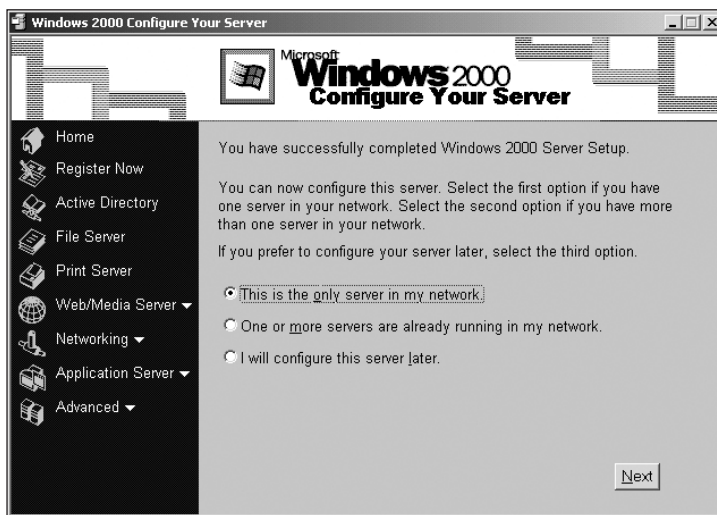 Windows 2000 Configure Your Server
Microsoft
Windows 2000
Configure Your Server
Home
Register Now
Active Directory
File Server
Print Server
Web/Media Server
Networking
Application Server
Advanced
You have successfully completed Windows 2000 Server Setup.
You can now configure this server. Select the first option if you have
one server in your network. Select the second option if you have more
than one server in your network.
If you prefer to configure your server later, select the third option.
This is the only server in my network.
One or more servers are already running in my network.
I will configure this server later.
Next